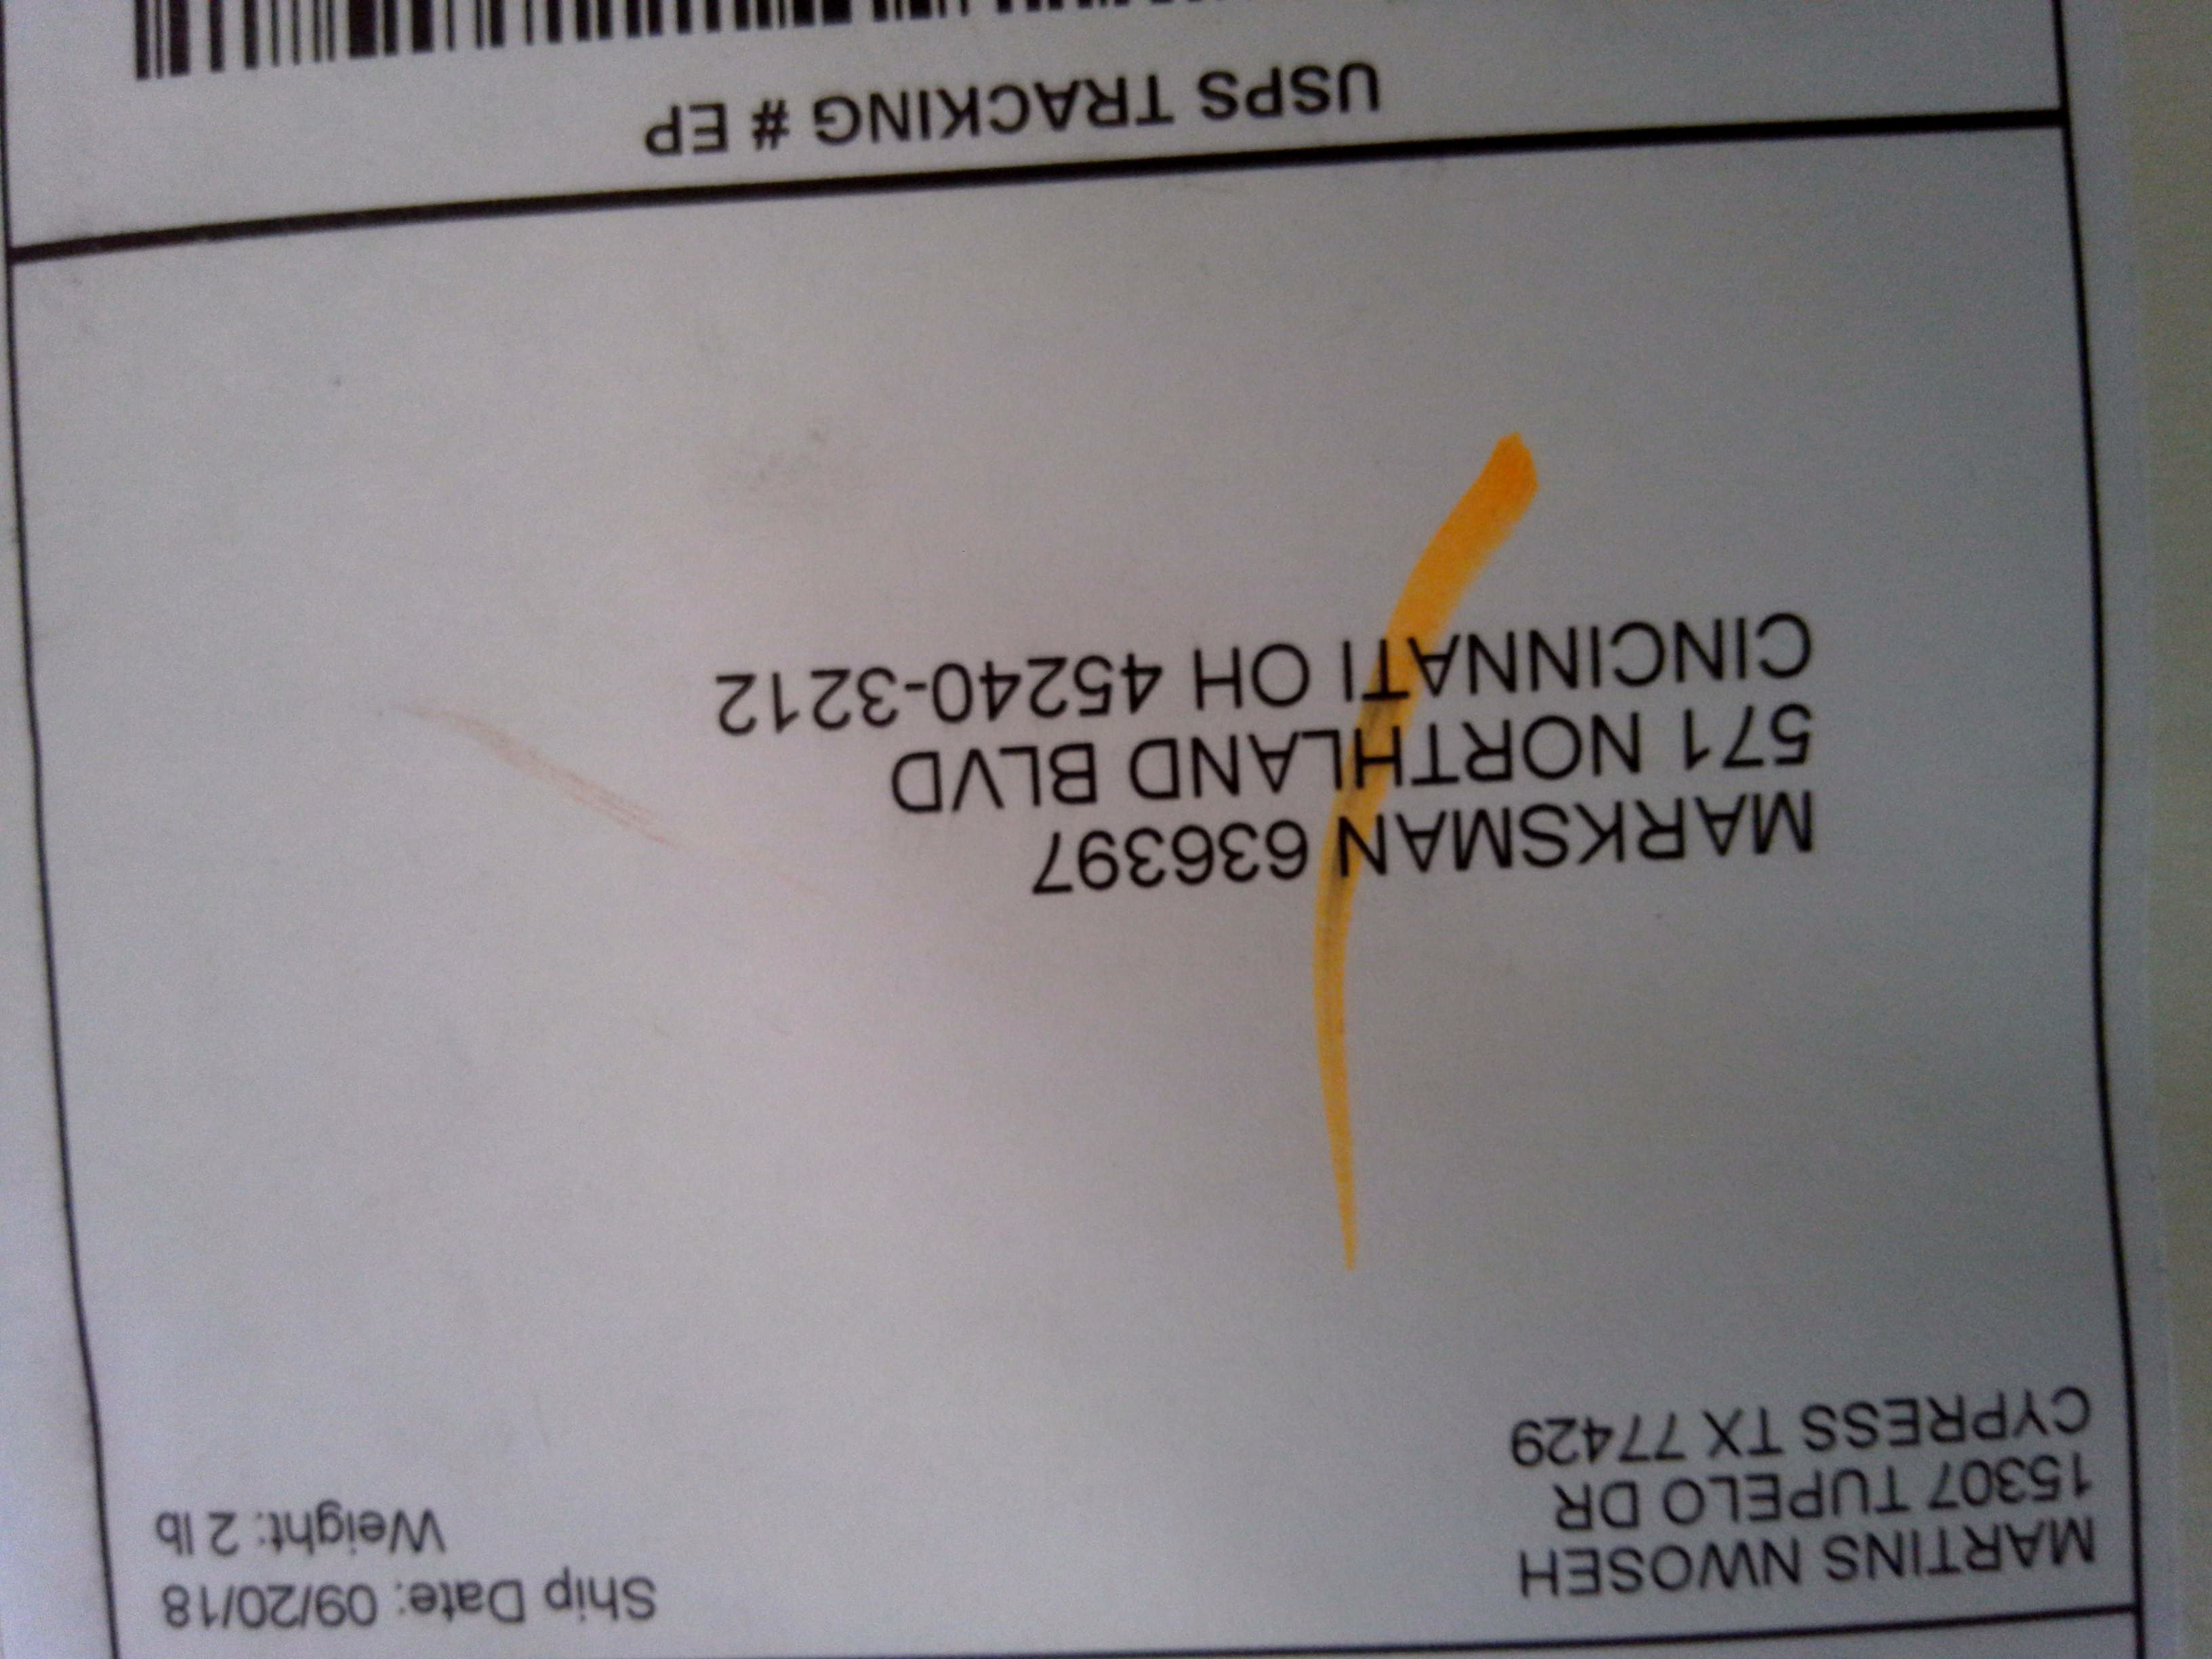 MARTINS NWOSEH
15307 TUPELO DR
CYPRESS TX 77429
Ship Date: 09/20/18
Weight: 2 lb
MARKSMAN 636397
571 NORTHLAND BLVD
CINCINNATI OH 45240-3212
USPS TRACKING # EP